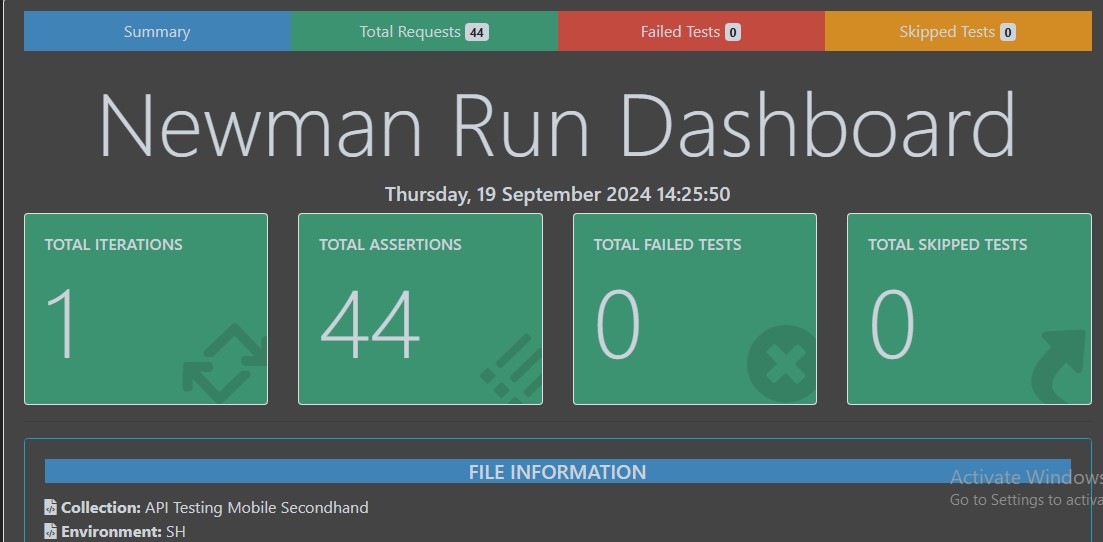 Summary
Total Requests 44
Failed Tests 0
Skipped Tests 0
Newman Run Dashboard
Thursday, 19 September 2024 14:25:50
TOTAL ITERATIONS
1
TOTAL ASSERTIONS
44
TOTAL FAILED TESTS
0
TOTAL SKIPPED TESTS
0
FILE INFORMATION
Collection: API Testing Mobile Secondhand
Environment: SH
Activate Windows
Go to Settings to activa